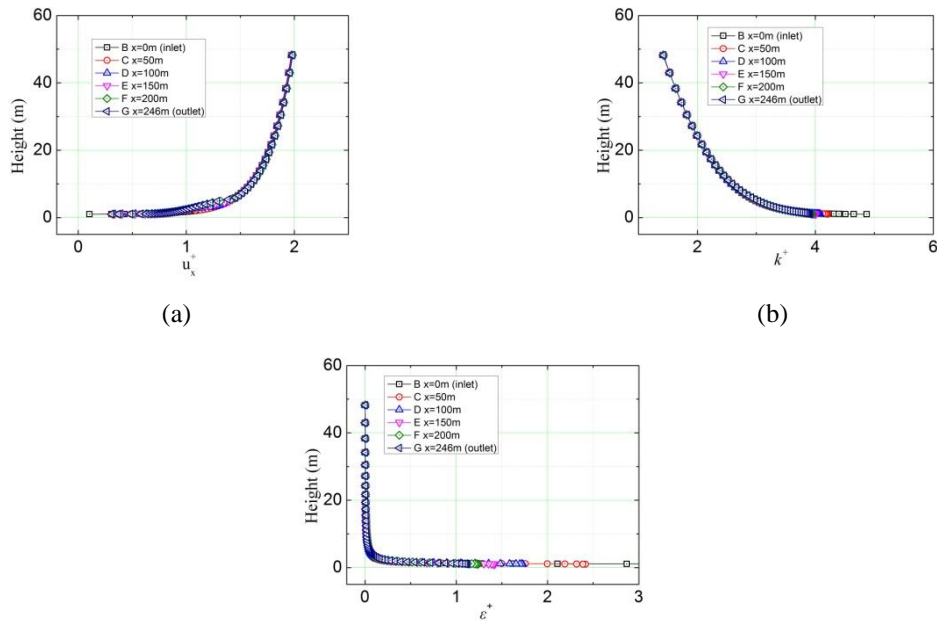 60
40
20
0
Height (m)
B x=0m (inlet)
C x=50m
D x=100m
E x=150m
F x=200m
G x=246m (outlet)
0 1 2
u_x^+
(a)
60
40
20
0
Height (m)
B x=0m (inlet)
C x=50m
D x=100m
E x=150m
F x=200m
G x=246m (outlet)
2 4 6
k^+
(b)
60
40
20
0
Height (m)
B x=0m (inlet)
C x=50m
D x=100m
E x=150m
F x=200m
G x=246m (outlet)
0 1 2 3
ε^+